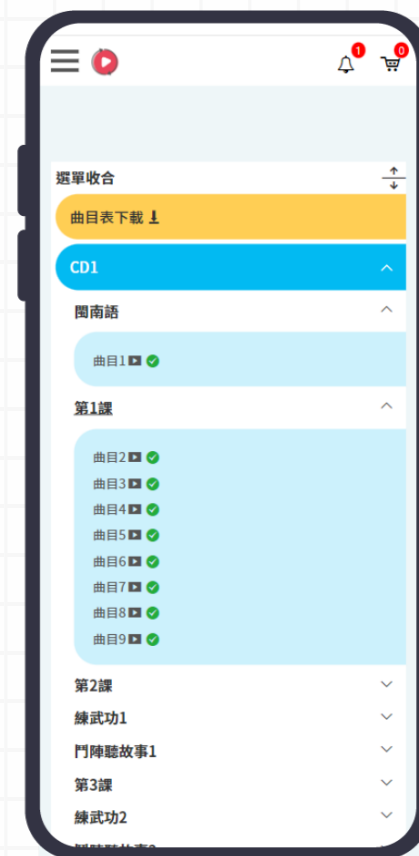 1
0
選單收合
曲目表下載
CD1
閩南語
曲目1
第1課
曲目2
曲目3
曲目4
曲目5
曲目6
曲目7
曲目8
曲目9
第2課
練武功1
鬥陣聽故事1
第3課
練武功2